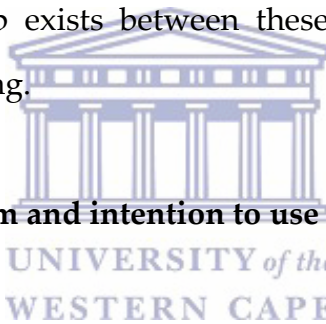 exists between these
ng.
m and intention to use
UNIVERSITY of the
WESTERN CAPE